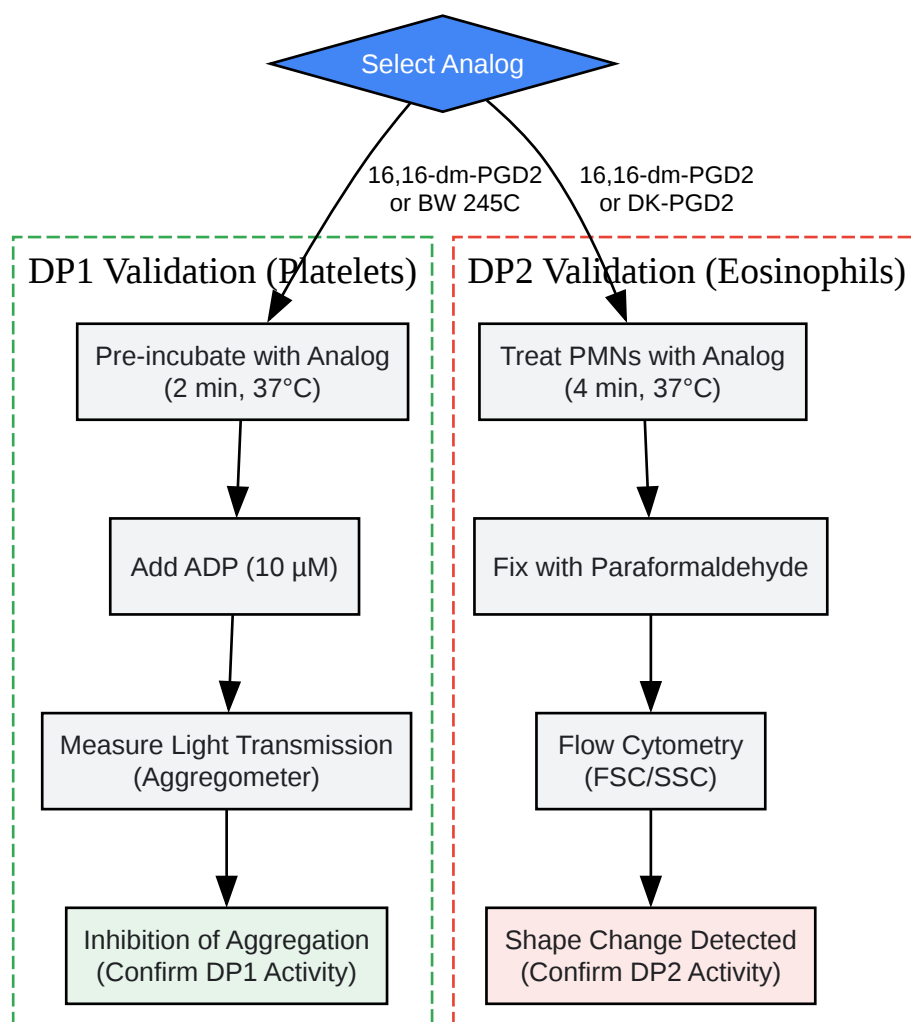 Select Analog
16,16-dm-PGD2
or BW 245C
16,16-dm-PGD2
or DK-PGD2
DP1 Validation (Platelets)
Pre-incubate with Analog
(2 min, 37°C)
Add ADP (10 µM)
Measure Light Transmission
(Aggregometer)
Inhibition of Aggregation
(Confirm DP1 Activity)
DP2 Validation (Eosinophils)
Treat PMNs with Analog
(4 min, 37°C)
Fix with Paraformaldehyde
Flow Cytometry
(FSC/SSC)
Shape Change Detected
(Confirm DP2 Activity)